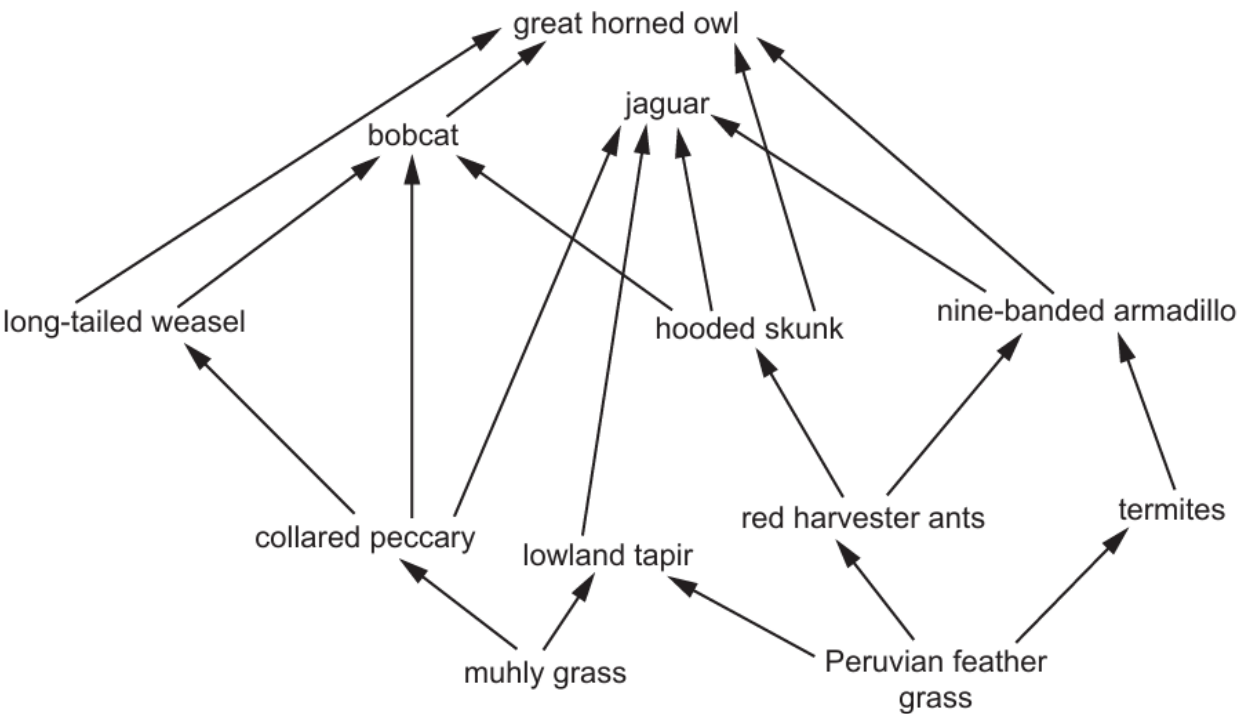 great horned owl
jaguar
bobcat
long-tailed weasel
hooded skunk
nine-banded armadillo
collared peccary
lowland tapir
red harvester ants
termites
muhly grass
Peruvian feather
grass